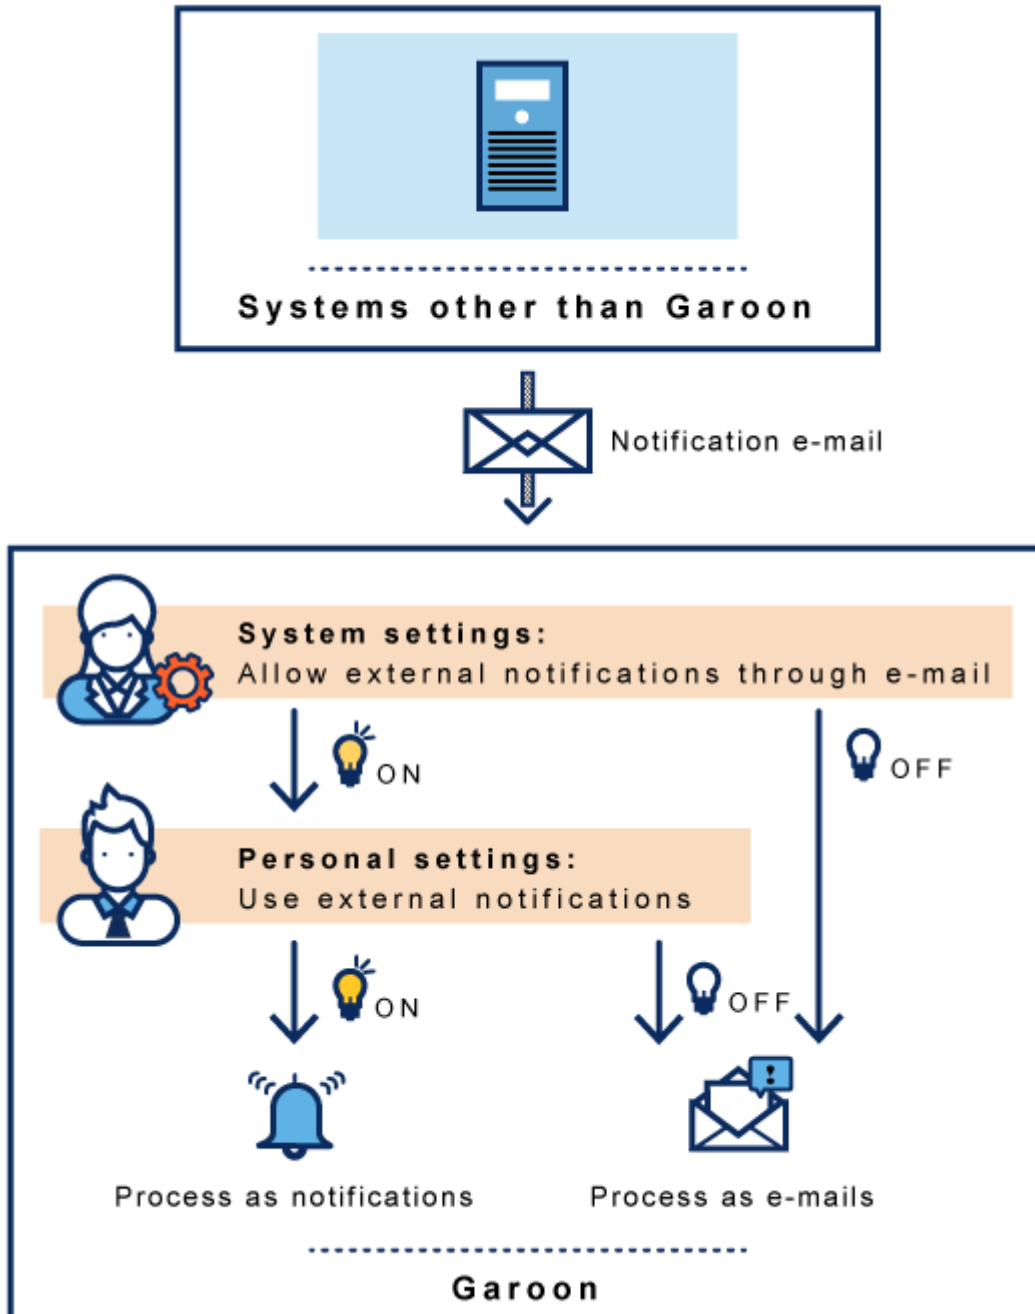 Systems other than Garoon
Notification e-mail
System settings:
Allow external notifications through e-mail
ON
OFF
Personal settings:
Use external notifications
ON
OFF
!
Process as notifications
Process as e-mails
Garoon